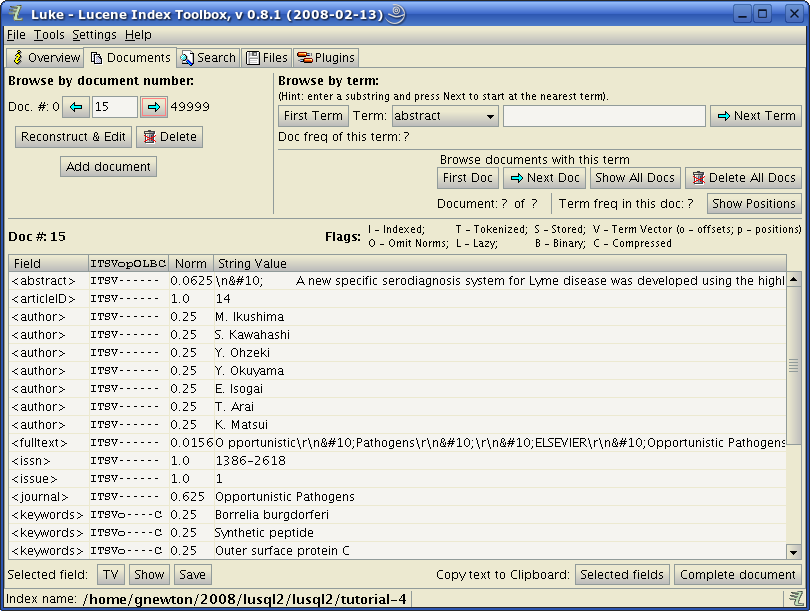 Luke - Lucene Index Toolbox, v 0.8.1 (2008-02-13)
File Tools Settings Help
Overview Documents Search Files Plugins
Browse by document number:
Doc. #: 0 15 49999
Reconstruct & Edit Delete
Add document
Browse by term:
(Hint: enter a substring and press Next to start at the nearest term).
First Term Term: abstract Next Term
Doc freq of this term: ?
Browse documents with this term
First Doc Next Doc Show All Docs Delete All Docs
Document: ? of ? Term freq in this doc: ? Show Positions
Doc #: 15
Flags: I - Indexed; T - Tokenized; S - Stored; V - Term Vector (o - offsets; p - positions)
O - Omit Norms; L - Lazy; B - Binary; C - Compressed
Field ITSVopOLBC Norm String Value
<abstract> ITSV------ 0.0625 \n&#10; A new specific serodiagnosis system for Lyme disease was developed using the highl
<articleID> ITSV------ 1.0 14
<author> ITSV------ 0.25 M. Ikushima
<author> ITSV------ 0.25 S. Kawahashi
<author> ITSV------ 0.25 Y. Ohzeki
<author> ITSV------ 0.25 Y. Okuyama
<author> ITSV------ 0.25 E. Isogai
<author> ITSV------ 0.25 T. Arai
<author> ITSV------ 0.25 K. Matsui
<fulltext> ITSV------ 0.0156 O pportunistic\r\n&#10;Pathogens\r\n&#10;\r\n&#10;ELSEVIER\r\n&#10;Opportunistic Pathogens
<issn> ITSV------ 1.0 1386-2618
<issue> ITSV------ 1.0 1
<journal> ITSV------ 0.625 Opportunistic Pathogens
<keywords> ITSVo----C 0.25 Borrelia burgdorferi
<keywords> ITSVo----C 0.25 Synthetic peptide
<keywords> ITSVo----C 0.25 Outer surface protein C
Selected field: TV Show Save Copy text to Clipboard: Selected fields Complete document
Index name: /home/gnewton/2008/lusql2/lusql2/tutorial-4